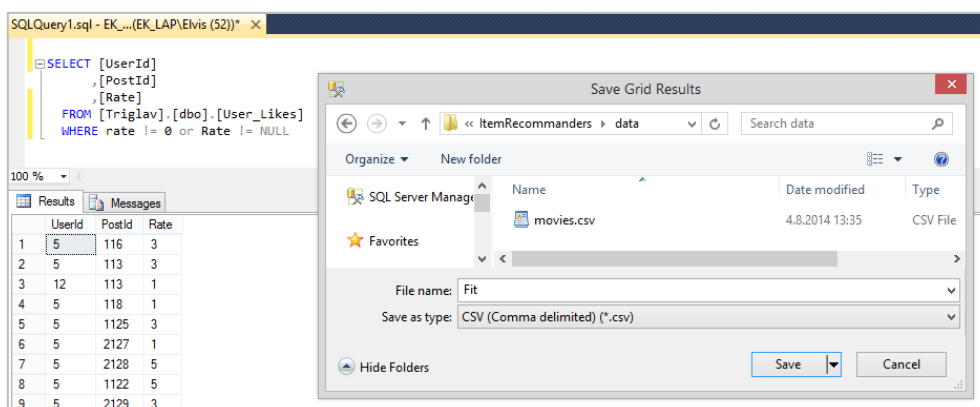 SQLQuery1.sql - EK_...(EK_LAP\Elvis (52))* ×
SELECT [UserId]
,[PostId]
,[Rate]
FROM [Triglav].[dbo].[User_Likes]
WHERE rate != 0 or Rate != NULL
100 %
Results Messages
UserId PostId Rate
1 5 116 3
2 5 113 3
3 12 113 1
4 5 118 1
5 5 1125 3
6 5 2127 1
7 5 2128 5
8 5 1122 5
9 5 2129 3
Save Grid Results
« ItemRecommanders data
Search data
Organize New folder
SQL Server Manage
Favorites
Name Date modified Type
movies.csv 4.8.2014 13:35 CSV File
File name: Fit
Save as type: CSV (Comma delimited) (*.csv)
Hide Folders Save Cancel